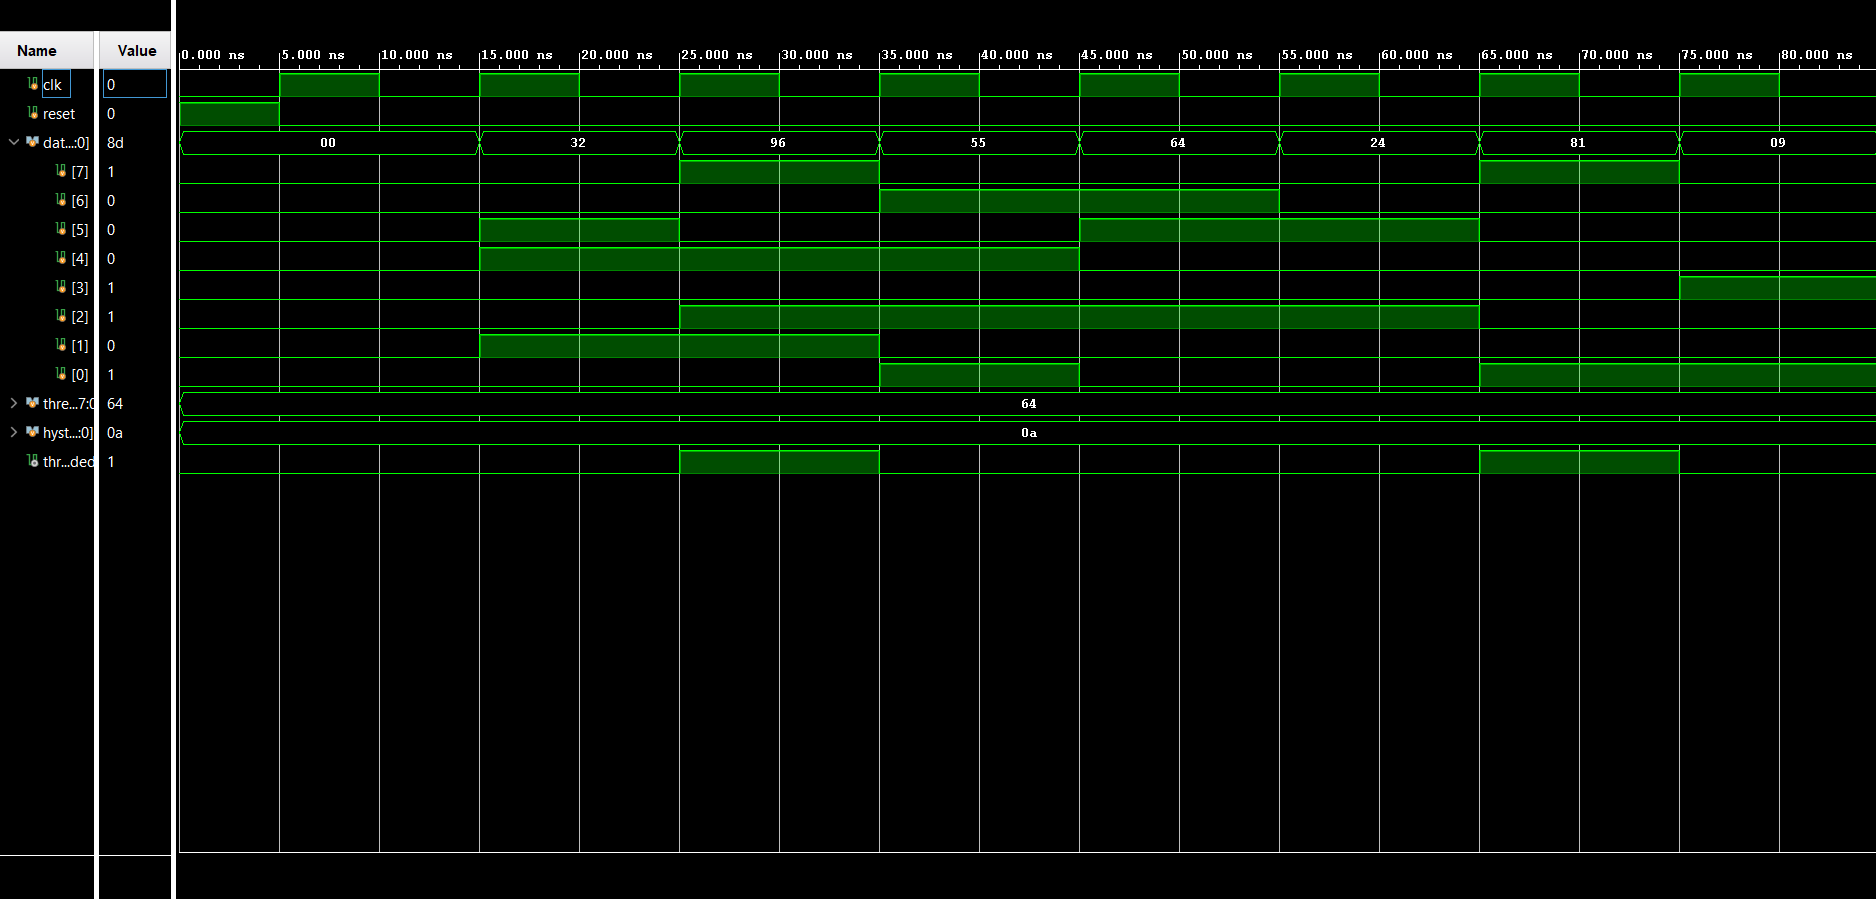 Name Value
0.000 ns 5.000 ns 10.000 ns 15.000 ns 20.000 ns 25.000 ns 30.000 ns 35.000 ns 40.000 ns 45.000 ns 50.000 ns 55.000 ns 60.000 ns 65.000 ns 70.000 ns 75.000 ns 80.000 ns
clk 0
reset 0
dat...:0] 8d 00 32 96 55 64 24 81 09
[7] 1
[6] 0
[5] 0
[4] 0
[3] 1
[2] 1
[1] 0
[0] 1
thre...7:0 64 64
hyst...:0] 0a 0a
thr...ded 1